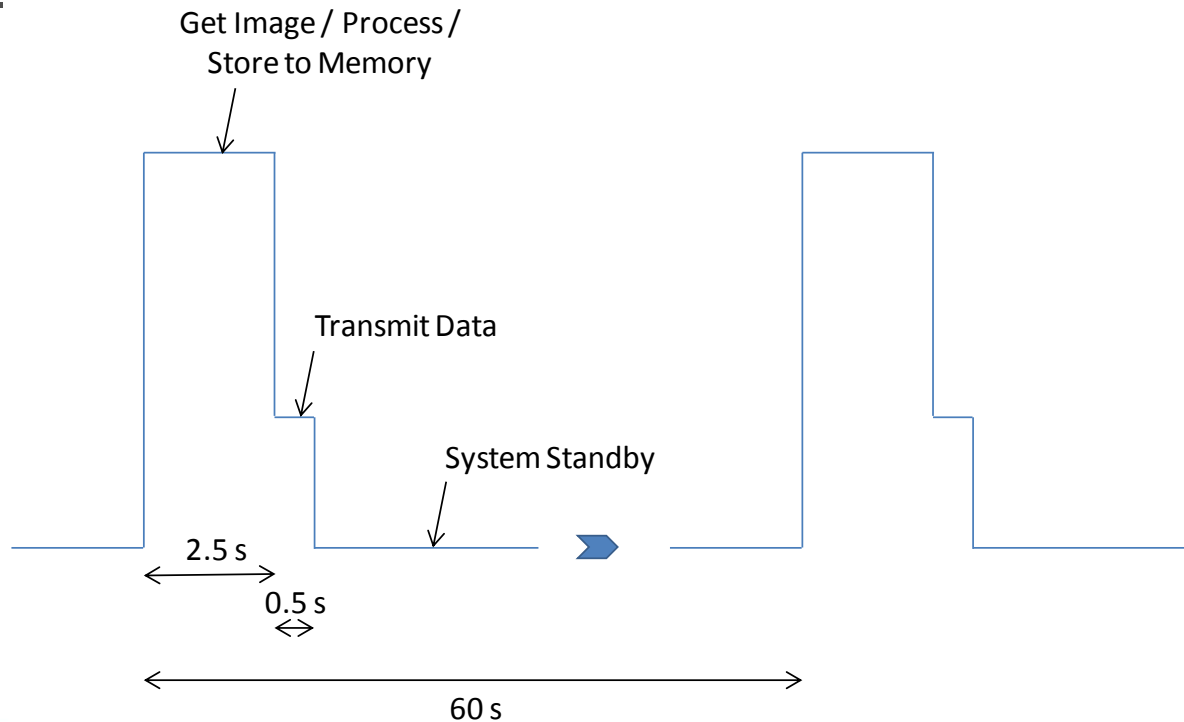 Get Image / Process /
Store to Memory
Transmit Data
System Standby
2.5 s
0.5 s
60 s